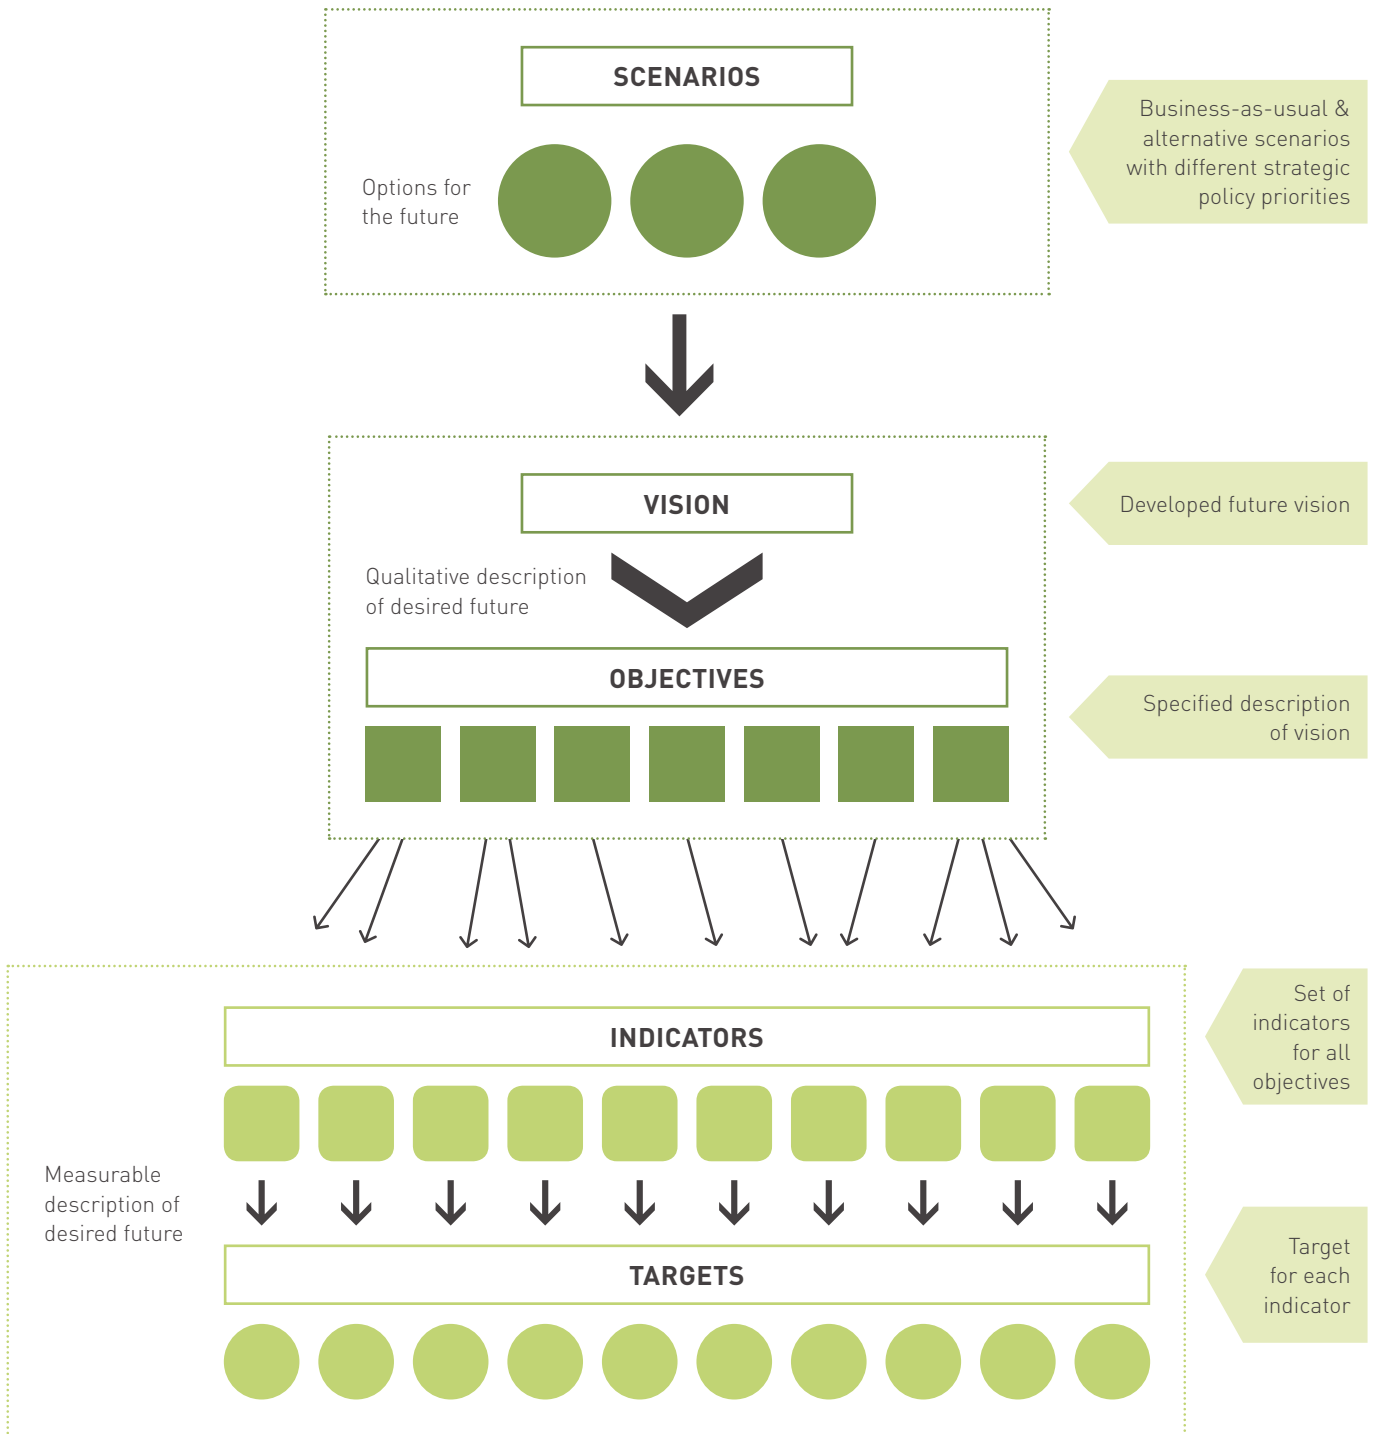 SCENARIOS
Options for
the future
Business-as-usual &
alternative scenarios
with different strategic
policy priorities
VISION
Developed future vision
Qualitative description
of desired future
OBJECTIVES
Specified description
of vision
INDICATORS
Set of
indicators
for all
objectives
Measurable
description of
desired future
TARGETS
Target
for each
indicator